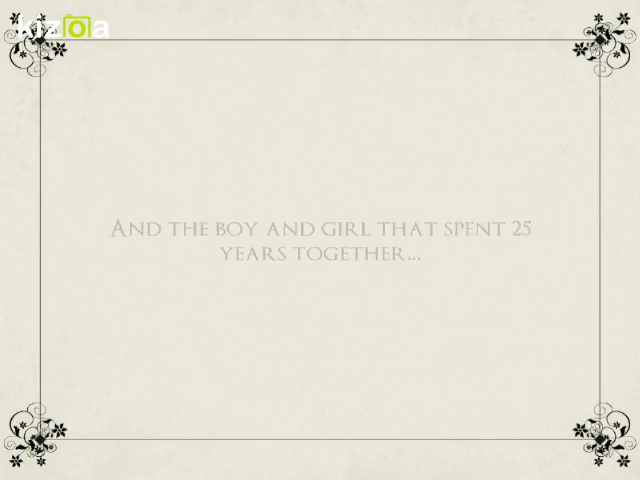 kizoa
And the boy and girl that spent 25
years together...